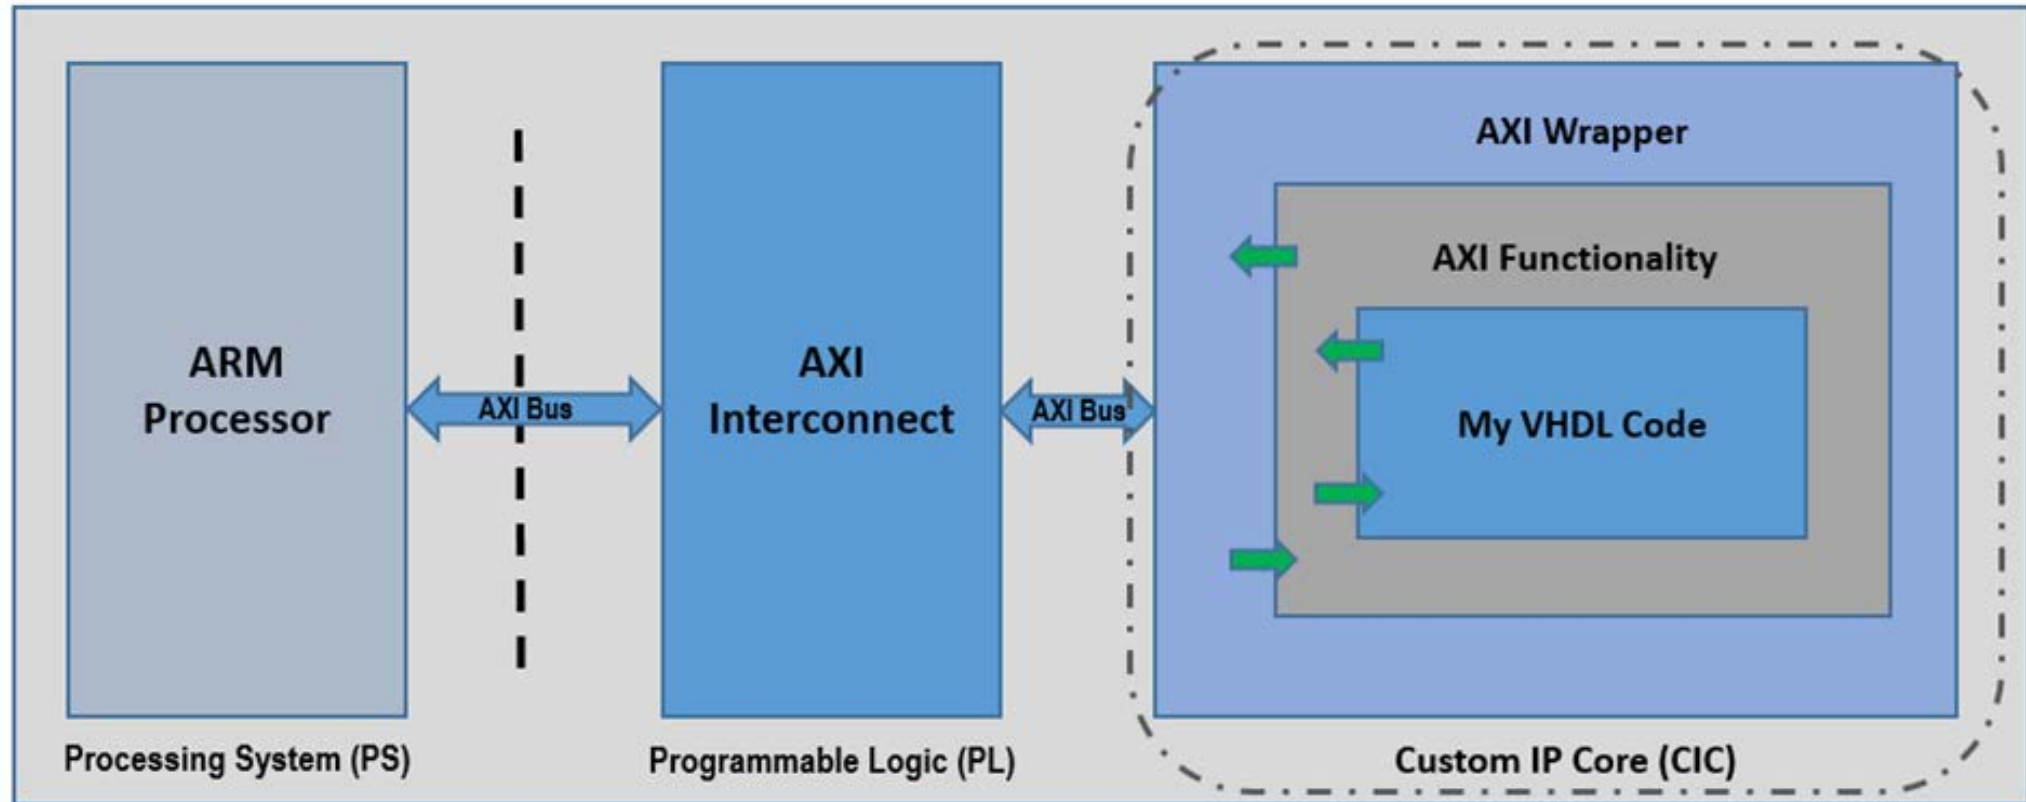 ARM
Processor
Processing System (PS)
AXI Bus
AXI
Interconnect
Programmable Logic (PL)
AXI Bus
AXI Wrapper
AXI Functionality
My VHDL Code
Custom IP Core (CIC)